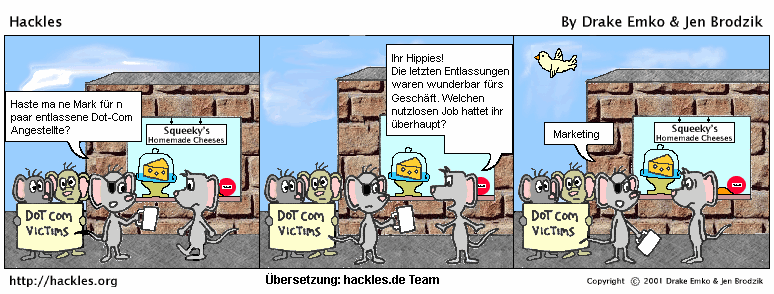 Hackles
By Drake Emko & Jen Brodzik
Haste ma ne Mark für n
paar entlassene Dot-Com
Angestellte?
Squeeky's
Homemade Cheeses
DOT COM
VICTIMS
Ihr Hippies!
Die letzten Entlassungen
waren wunderbar fürs
Geschäft. Welchen
nutzlosen Job hattet ihr
überhaupt?
DOT COM
VICTIMS
Marketing
Squeeky's
Homemade Cheeses
DOT COM
VICTIMS
http://hackles.org
Übersetzung: hackles.de Team
Copyright © 2001 Drake Emko & Jen Brodzik